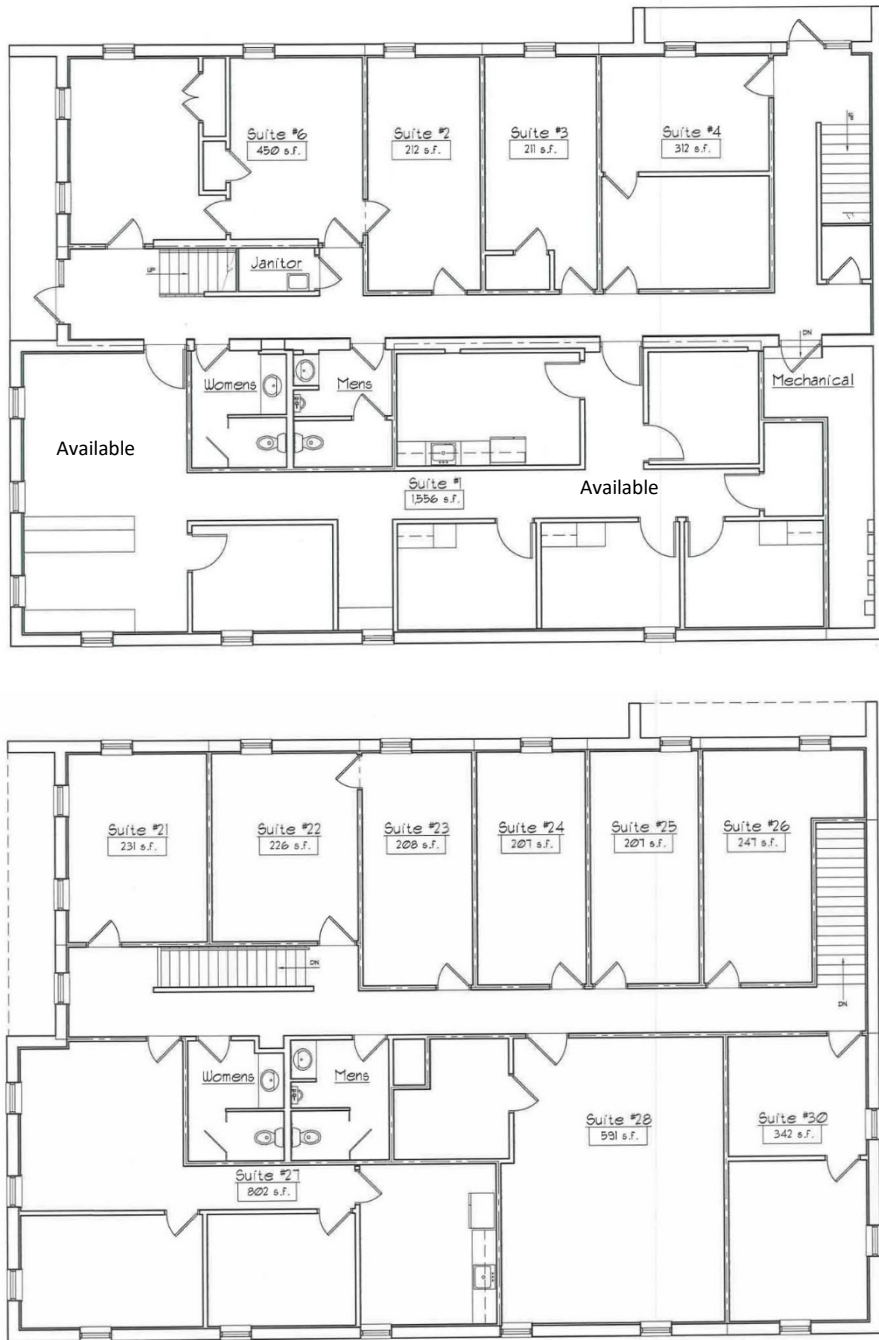 Suite #6
450 s.f.
Suite #2
212 s.f.
Suite #3
211 s.f.
Suite #4
312 s.f.
UP
UP
Janitor
DN
Womens
Mens
Mechanical
Available
Suite #1
1,556 s.f.
Available
Suite #21
231 s.f.
Suite #22
226 s.f.
Suite #23
208 s.f.
Suite #24
207 s.f.
Suite #25
207 s.f.
Suite #26
247 s.f.
DN
DN
Womens
Mens
Suite #28
591 s.f.
Suite #30
342 s.f.
Suite #27
802 s.f.